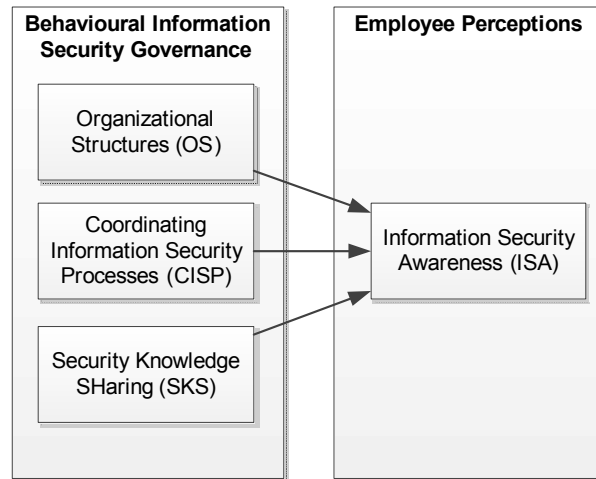 Behavioural Information
Security Governance
Organizational
Structures (OS)
Coordinating
Information Security
Processes (CISP)
Security Knowledge
SHaring (SKS)
Employee Perceptions
Information Security
Awareness (ISA)